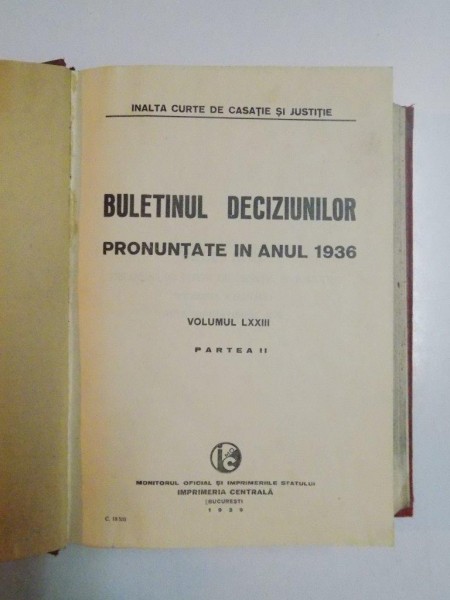 INALTA CURTE DE CASAȚIE ȘI JUSTIȚIE
BULETINUL DECIZIUNILOR
PRONUNȚATE IN ANUL 1936
VOLUMUL LXXIII
PARTEA II
MONITORUL OFICIAL ȘI IMPRIMERIILE STATULUI
IMPRIMERIA CENTRALĂ
BUCUREȘTI